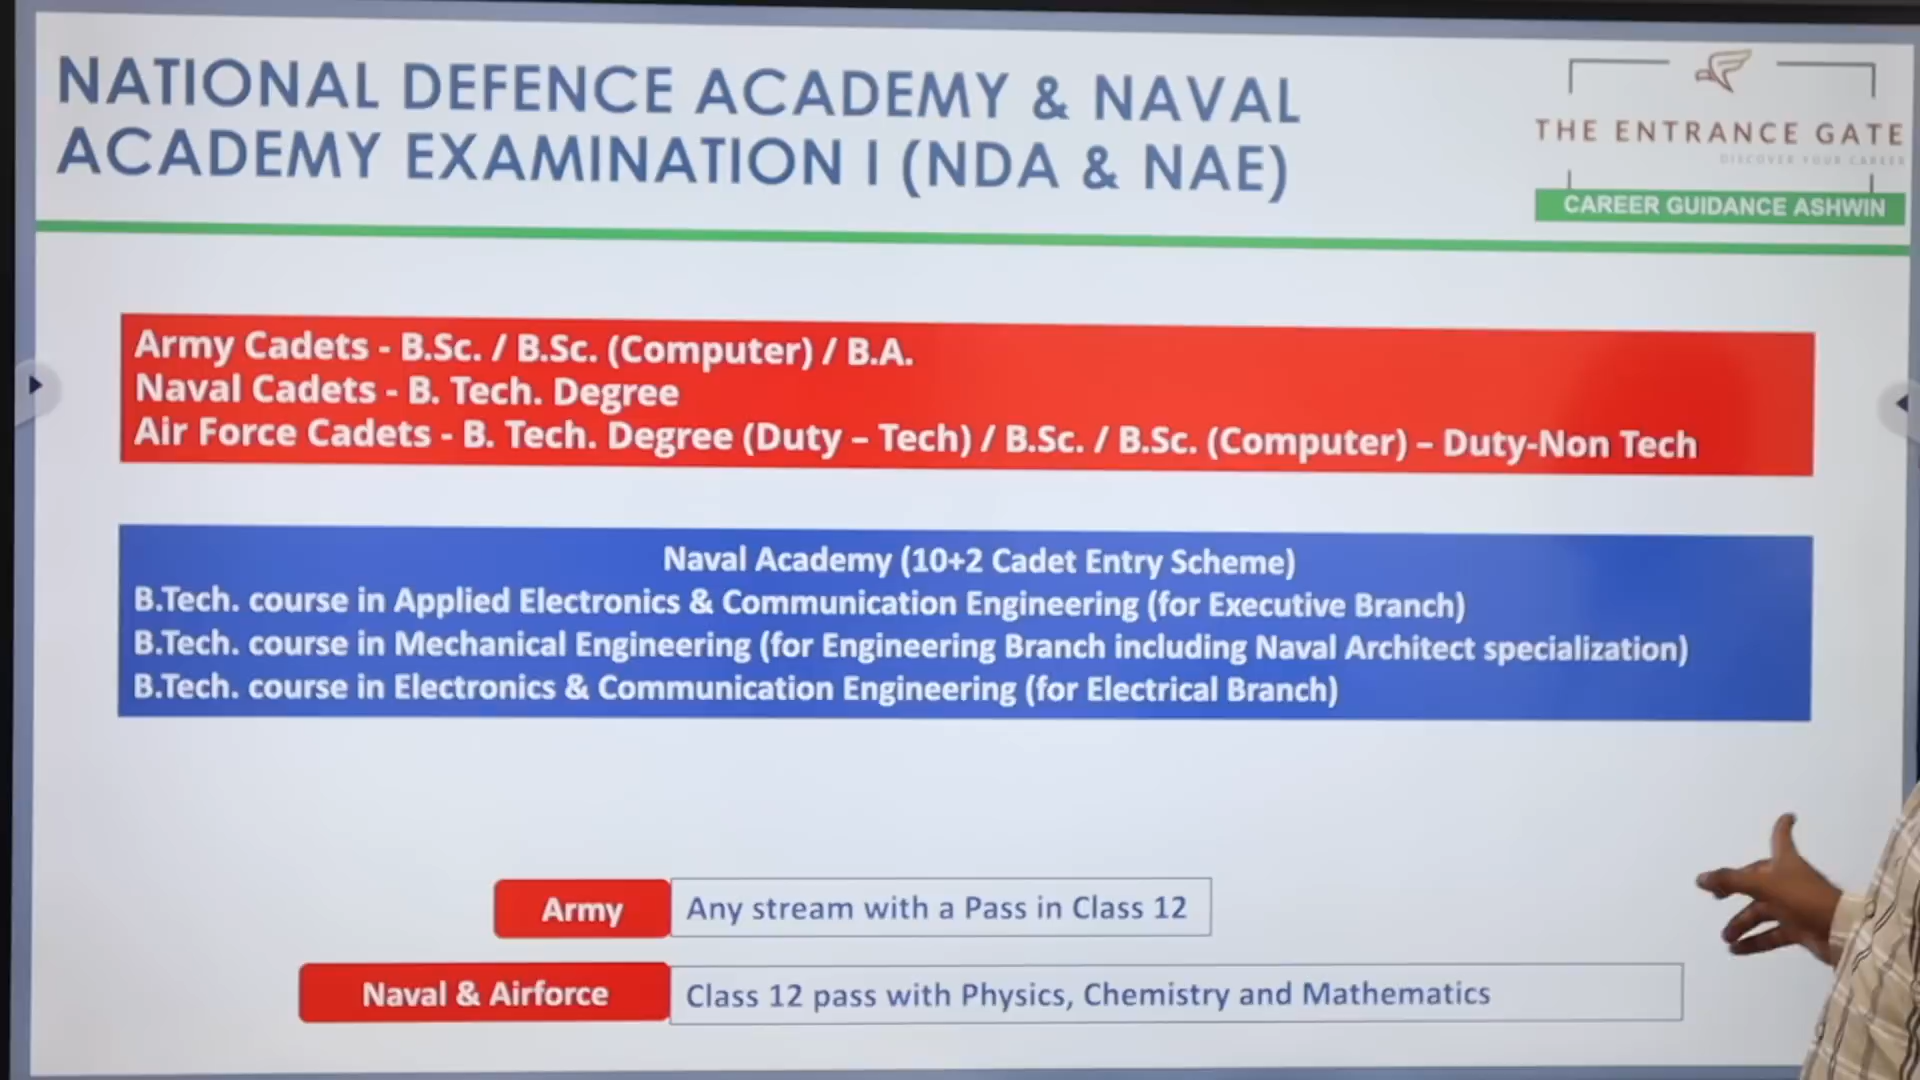 NATIONAL DEFENCE ACADEMY & NAVAL
ACADEMY EXAMINATION I (NDA & NAE)
THE ENTRANCE GATE
DISCOVER YOUR CAREER
CAREER GUIDANCE ASHWIN
Army Cadets - B.Sc. / B.Sc. (Computer) / B.A.
Naval Cadets - B. Tech. Degree
Air Force Cadets - B. Tech. Degree (Duty – Tech) / B.Sc. / B.Sc. (Computer) – Duty-Non Tech
Naval Academy (10+2 Cadet Entry Scheme)
B.Tech. course in Applied Electronics & Communication Engineering (for Executive Branch)
B.Tech. course in Mechanical Engineering (for Engineering Branch including Naval Architect specialization)
B.Tech. course in Electronics & Communication Engineering (for Electrical Branch)
Army
Any stream with a Pass in Class 12
Naval & Airforce
Class 12 pass with Physics, Chemistry and Mathematics